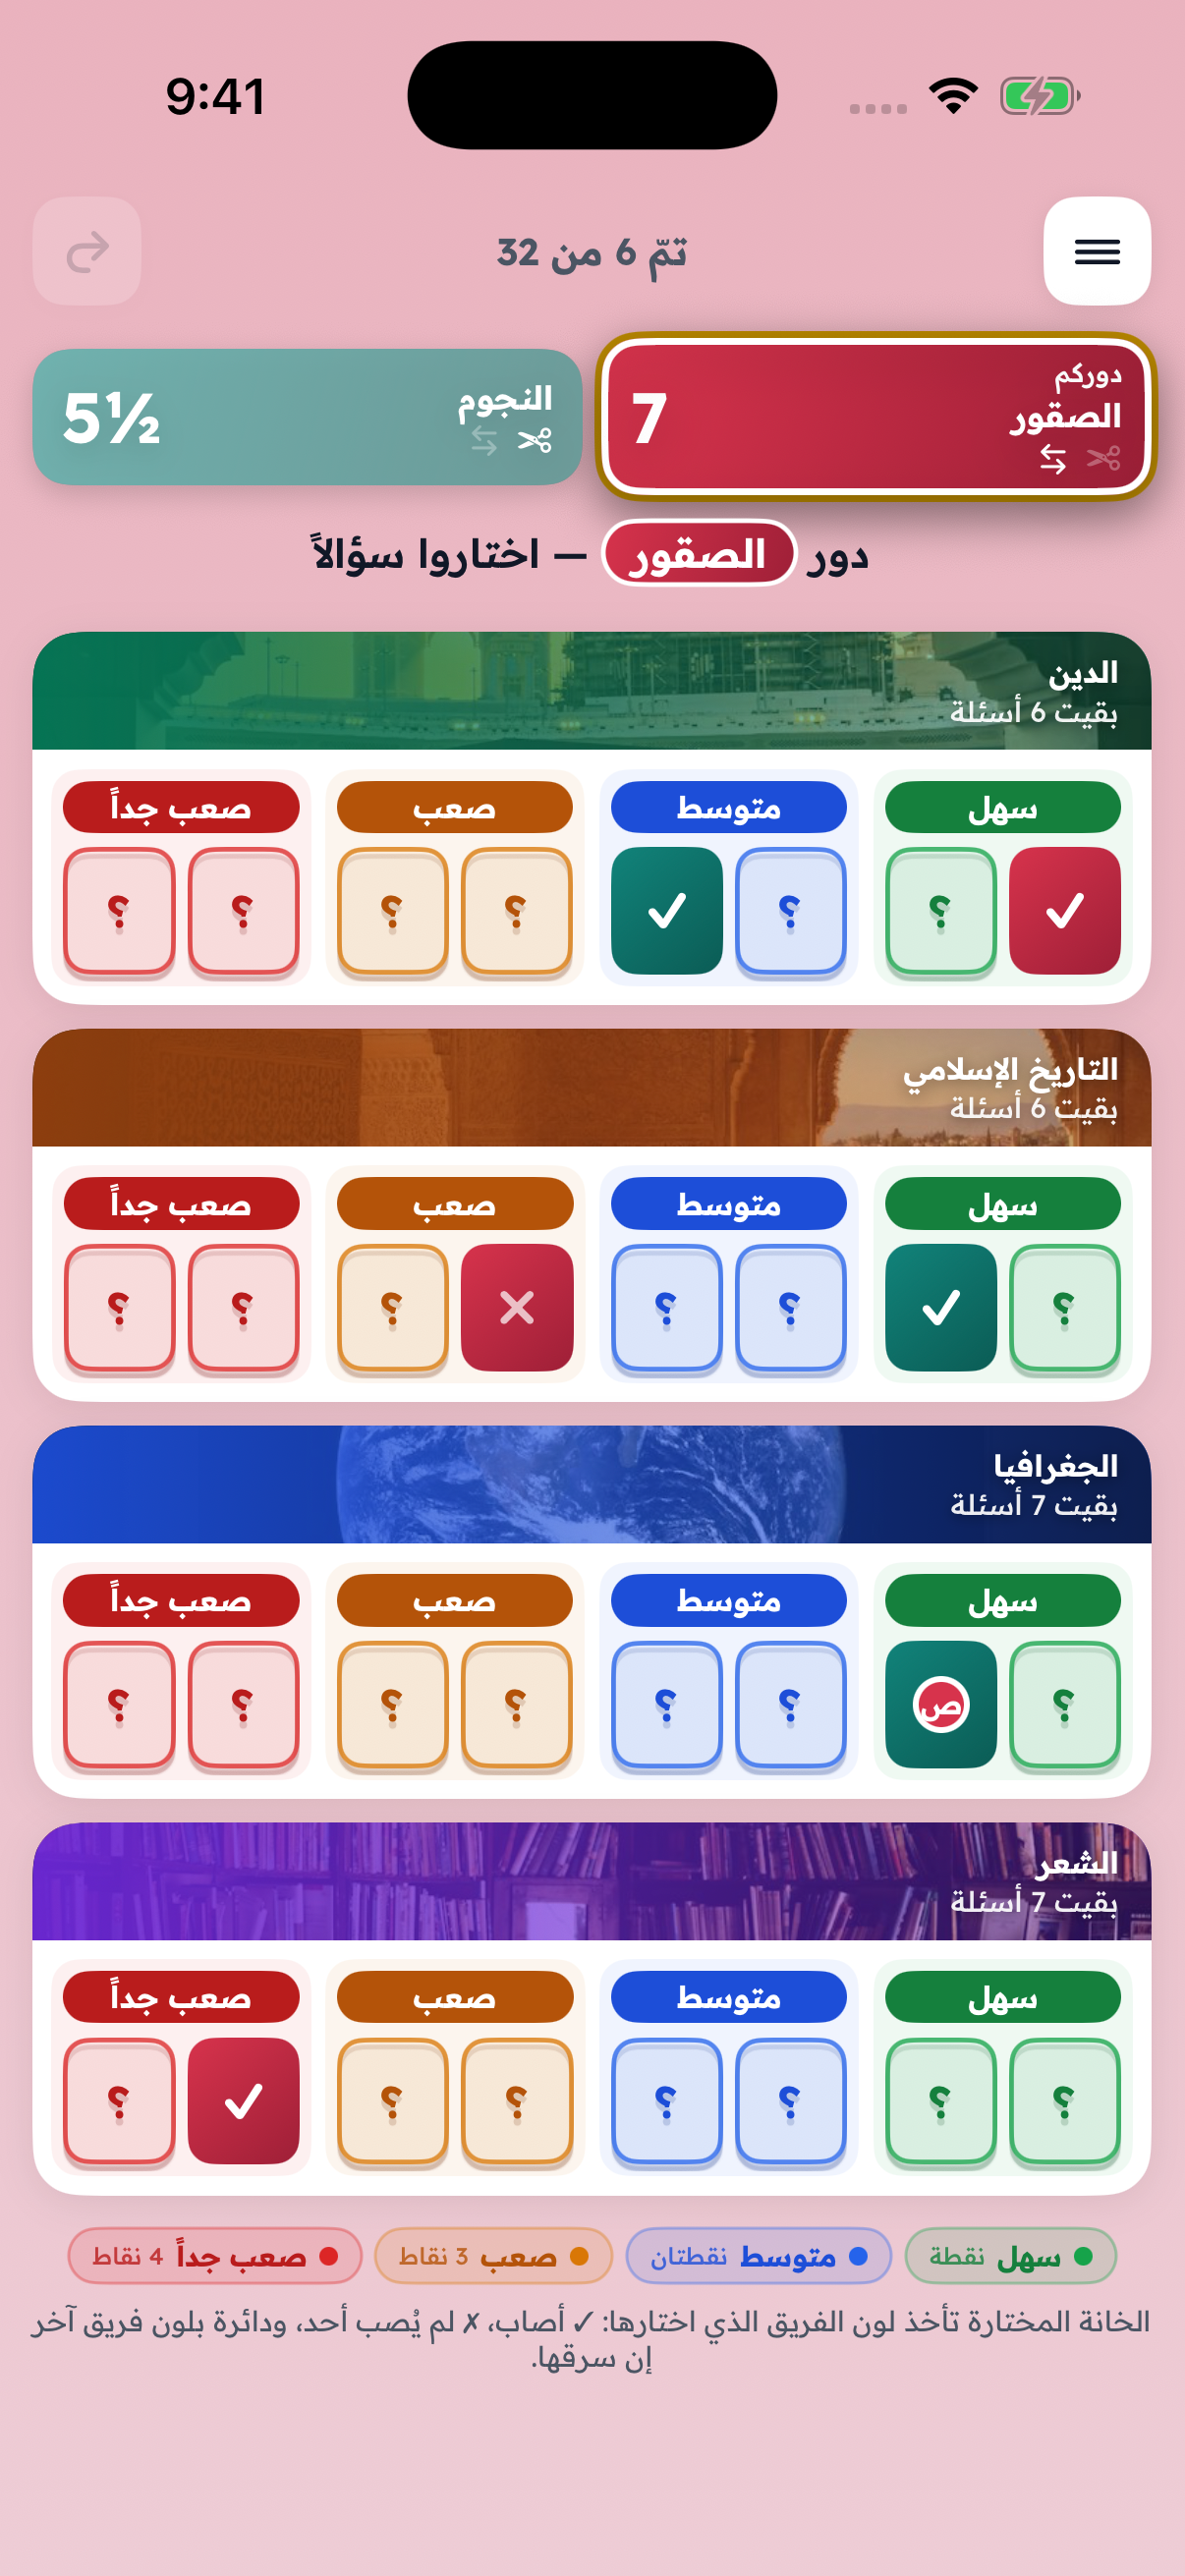 9:41
تمّ 6 من 32
دوركم
الصقور
7
النجوم
5½
دور الصقور — اختاروا سؤالاً
الدين
بقيت 6 أسئلة
سهل متوسط صعب صعب جداً
✓ ؟ ؟ ✓ ؟ ؟ ؟ ؟
التاريخ الإسلامي
بقيت 6 أسئلة
سهل متوسط صعب صعب جداً
؟ ✓ ؟ ؟ ✕ ؟ ؟ ؟
الجغرافيا
بقيت 7 أسئلة
سهل متوسط صعب صعب جداً
؟ ص ؟ ؟ ؟ ؟ ؟ ؟
الشعر
بقيت 7 أسئلة
سهل متوسط صعب صعب جداً
؟ ؟ ؟ ؟ ؟ ؟ ✓ ؟
سهل نقطة متوسط نقطتان صعب 3 نقاط صعب جداً 4 نقاط
الخانة المختارة تأخذ لون الفريق الذي اختارها: ✓ أصاب، ✗ لم يُصب أحد، ودائرة بلون فريق آخر
إن سرقها.